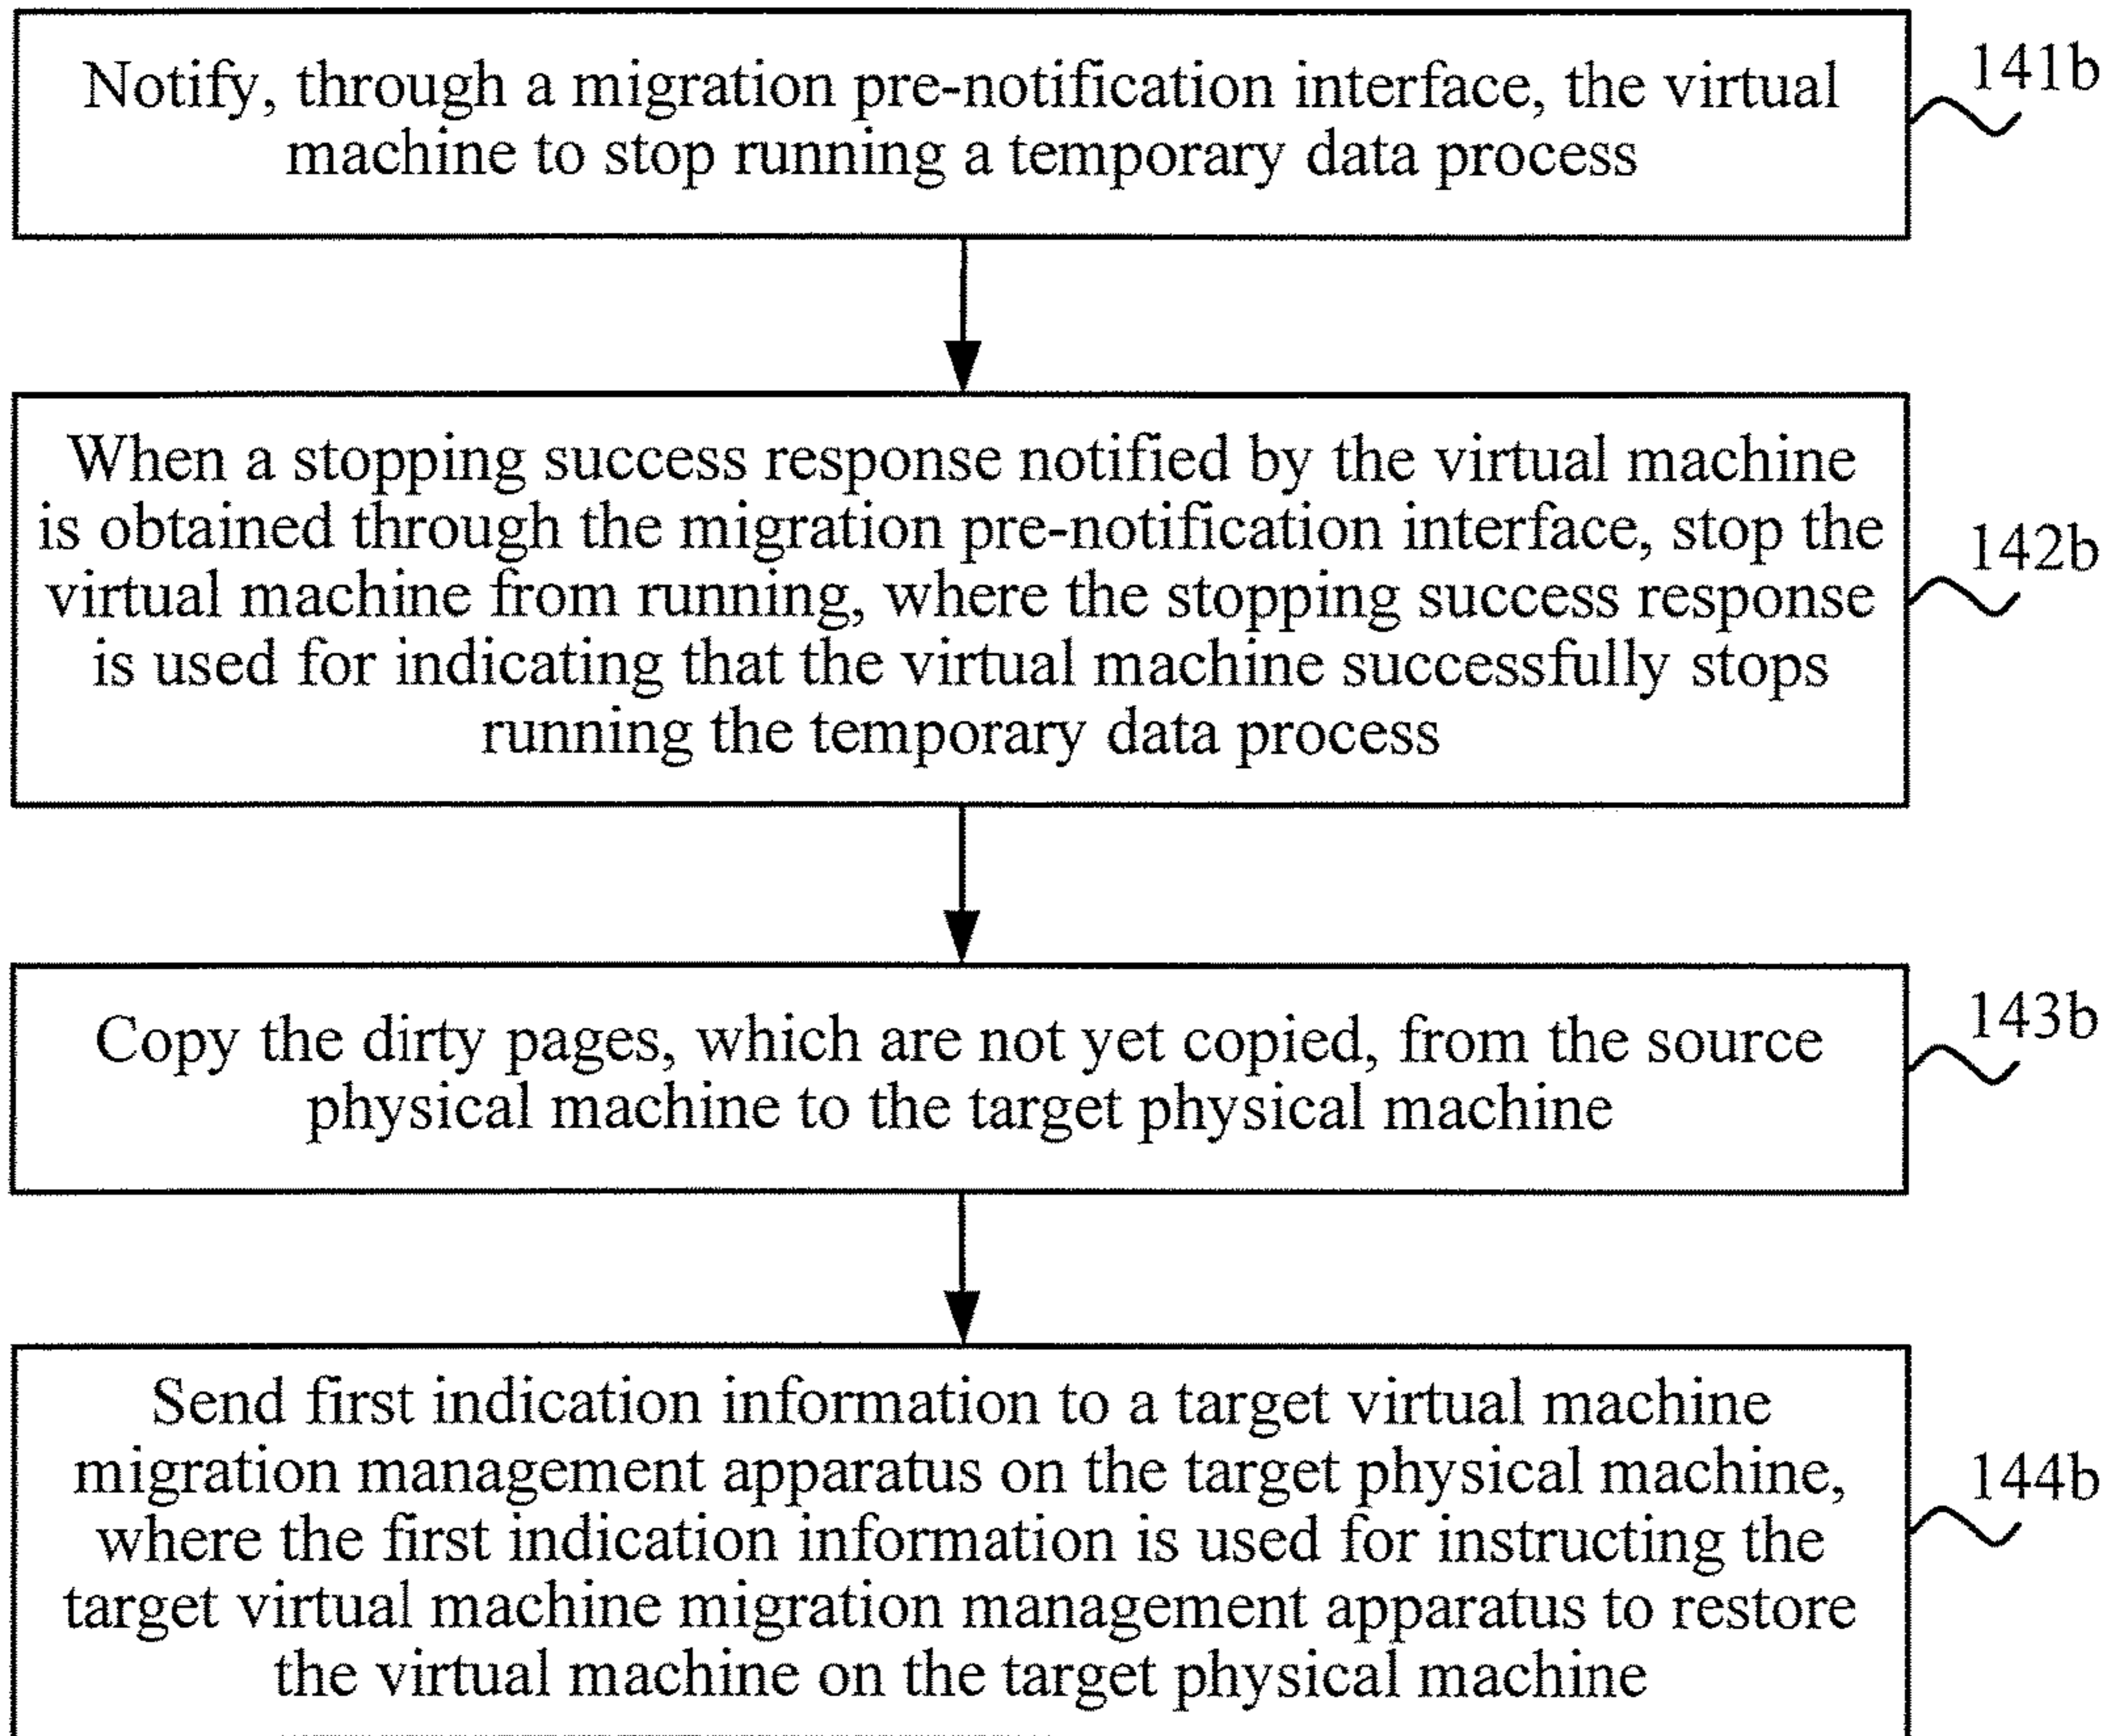 Notify, through a migration pre-notification interface, the virtual
machine to stop running a temporary data process
141b
When a stopping success response notified by the virtual machine
is obtained through the migration pre-notification interface, stop the
virtual machine from running, where the stopping success response
is used for indicating that the virtual machine successfully stops
running the temporary data process
142b
Copy the dirty pages, which are not yet copied, from the source
physical machine to the target physical machine
143b
Send first indication information to a target virtual machine
migration management apparatus on the target physical machine,
where the first indication information is used for instructing the
target virtual machine migration management apparatus to restore
the virtual machine on the target physical machine
144b